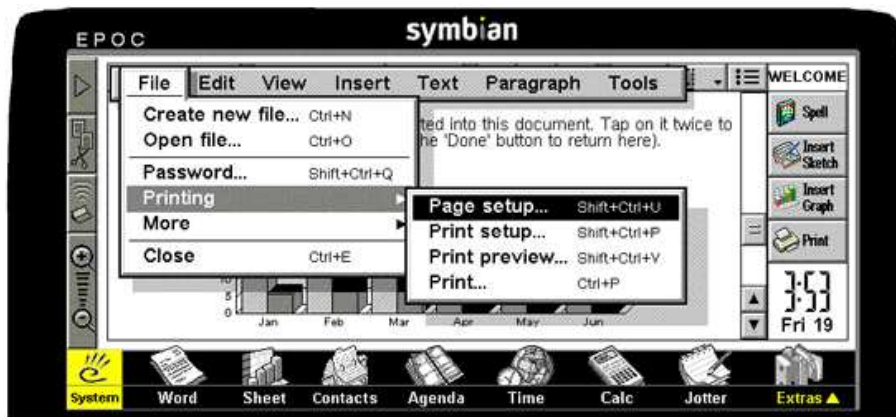 EPOC
symbian
File Edit View Insert Text Paragraph Tools
WELCOME
Create new file... Ctrl+N
Open file... Ctrl+O
Password... Shift+Ctrl+Q
Printing
More
Close Ctrl+E
ted into this document. Tap on it twice to
he 'Done' button to return here).
Page setup... Shift+Ctrl+U
Print setup... Shift+Ctrl+P
Print preview... Shift+Ctrl+V
Print... Ctrl+P
10
5
0
Jan Feb Mar Apr May Jun
Spell
Insert
Sketch
Insert
Graph
Print
Fri 19
System Word Sheet Contacts Agenda Time Calc Jotter Extras ▲